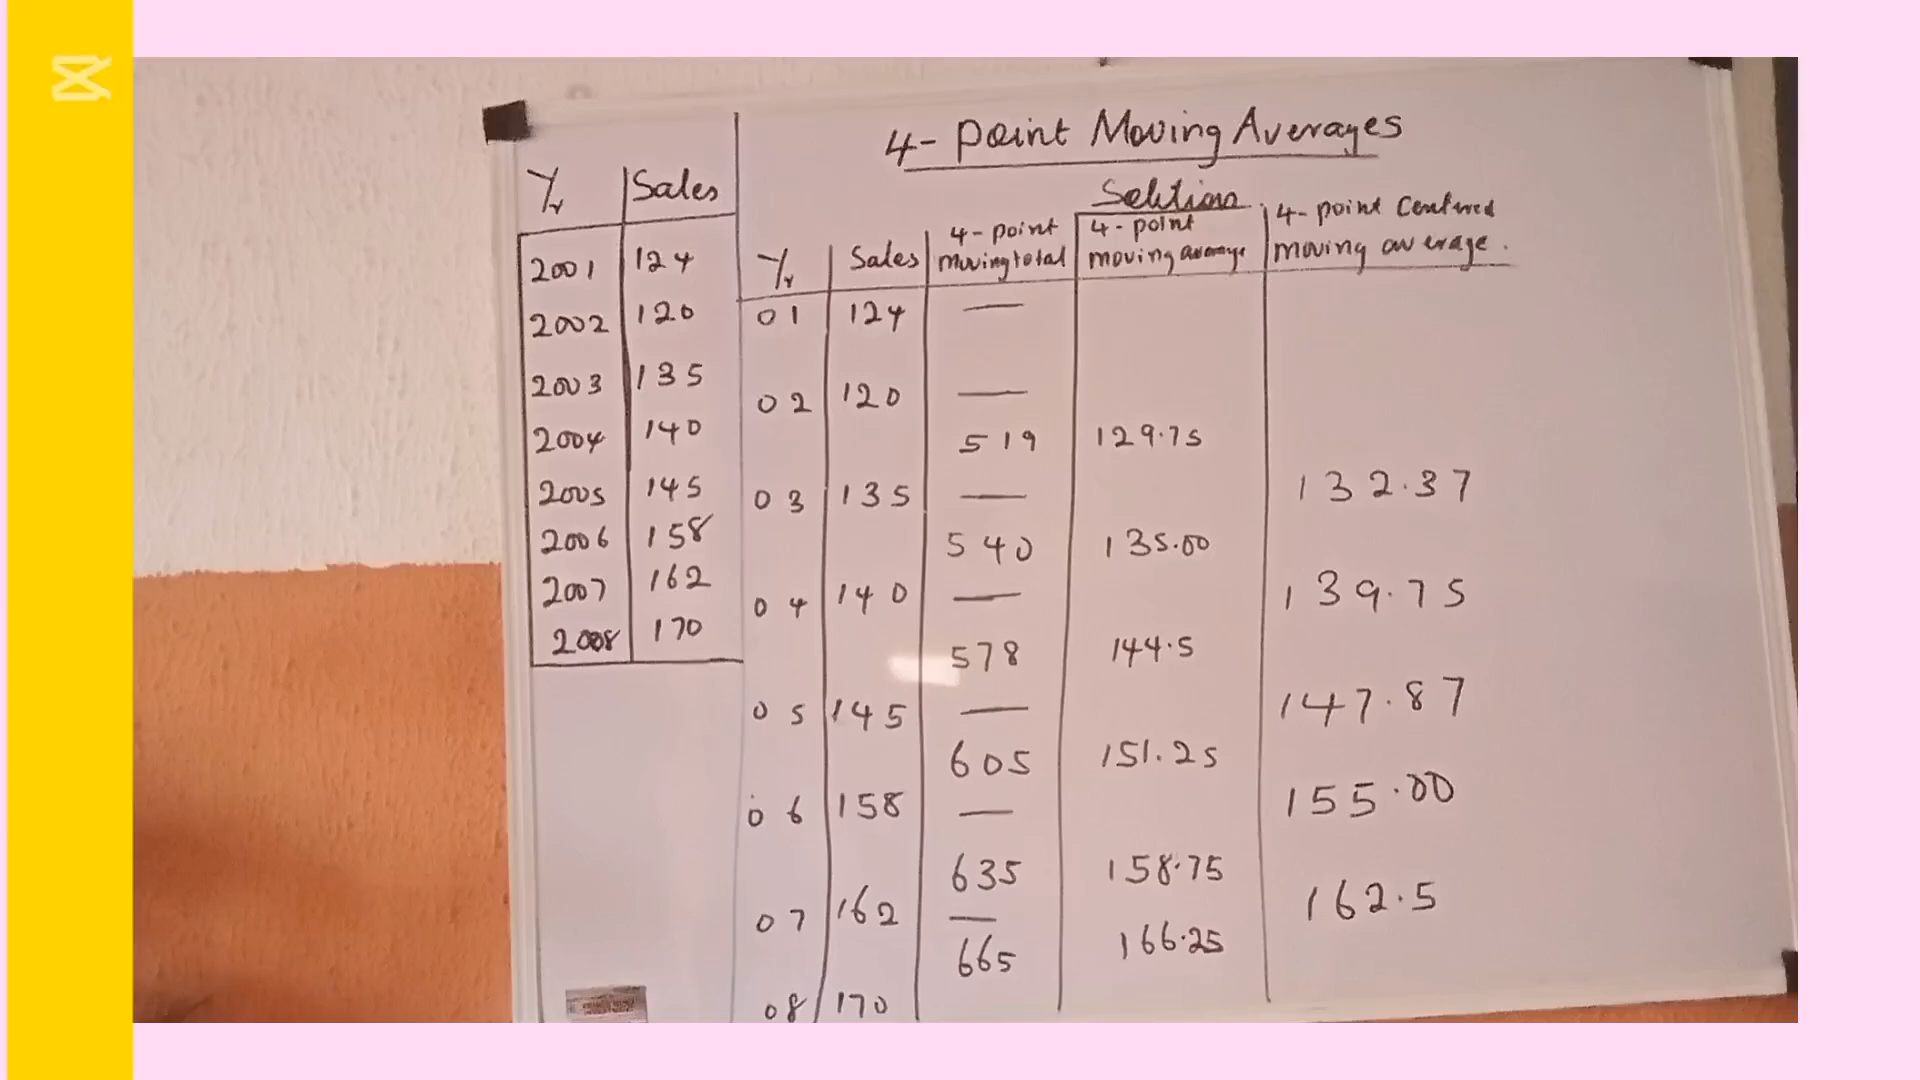 4- Point Moving Averages
Yr Sales
2001 124
2002 120
2003 135
2004 140
2005 145
2006 158
2007 162
2008 170
Solution
Yr Sales 4-point moving total 4-point moving average 4-point Centered moving average.
01 124 —
02 120 —
519 129.75
03 135 — 132.37
540 135.00
04 140 — 139.75
578 144.5
05 145 — 147.87
605 151.25
06 158 — 155.00
635 158.75
07 162 — 162.5
665 166.25
08 170